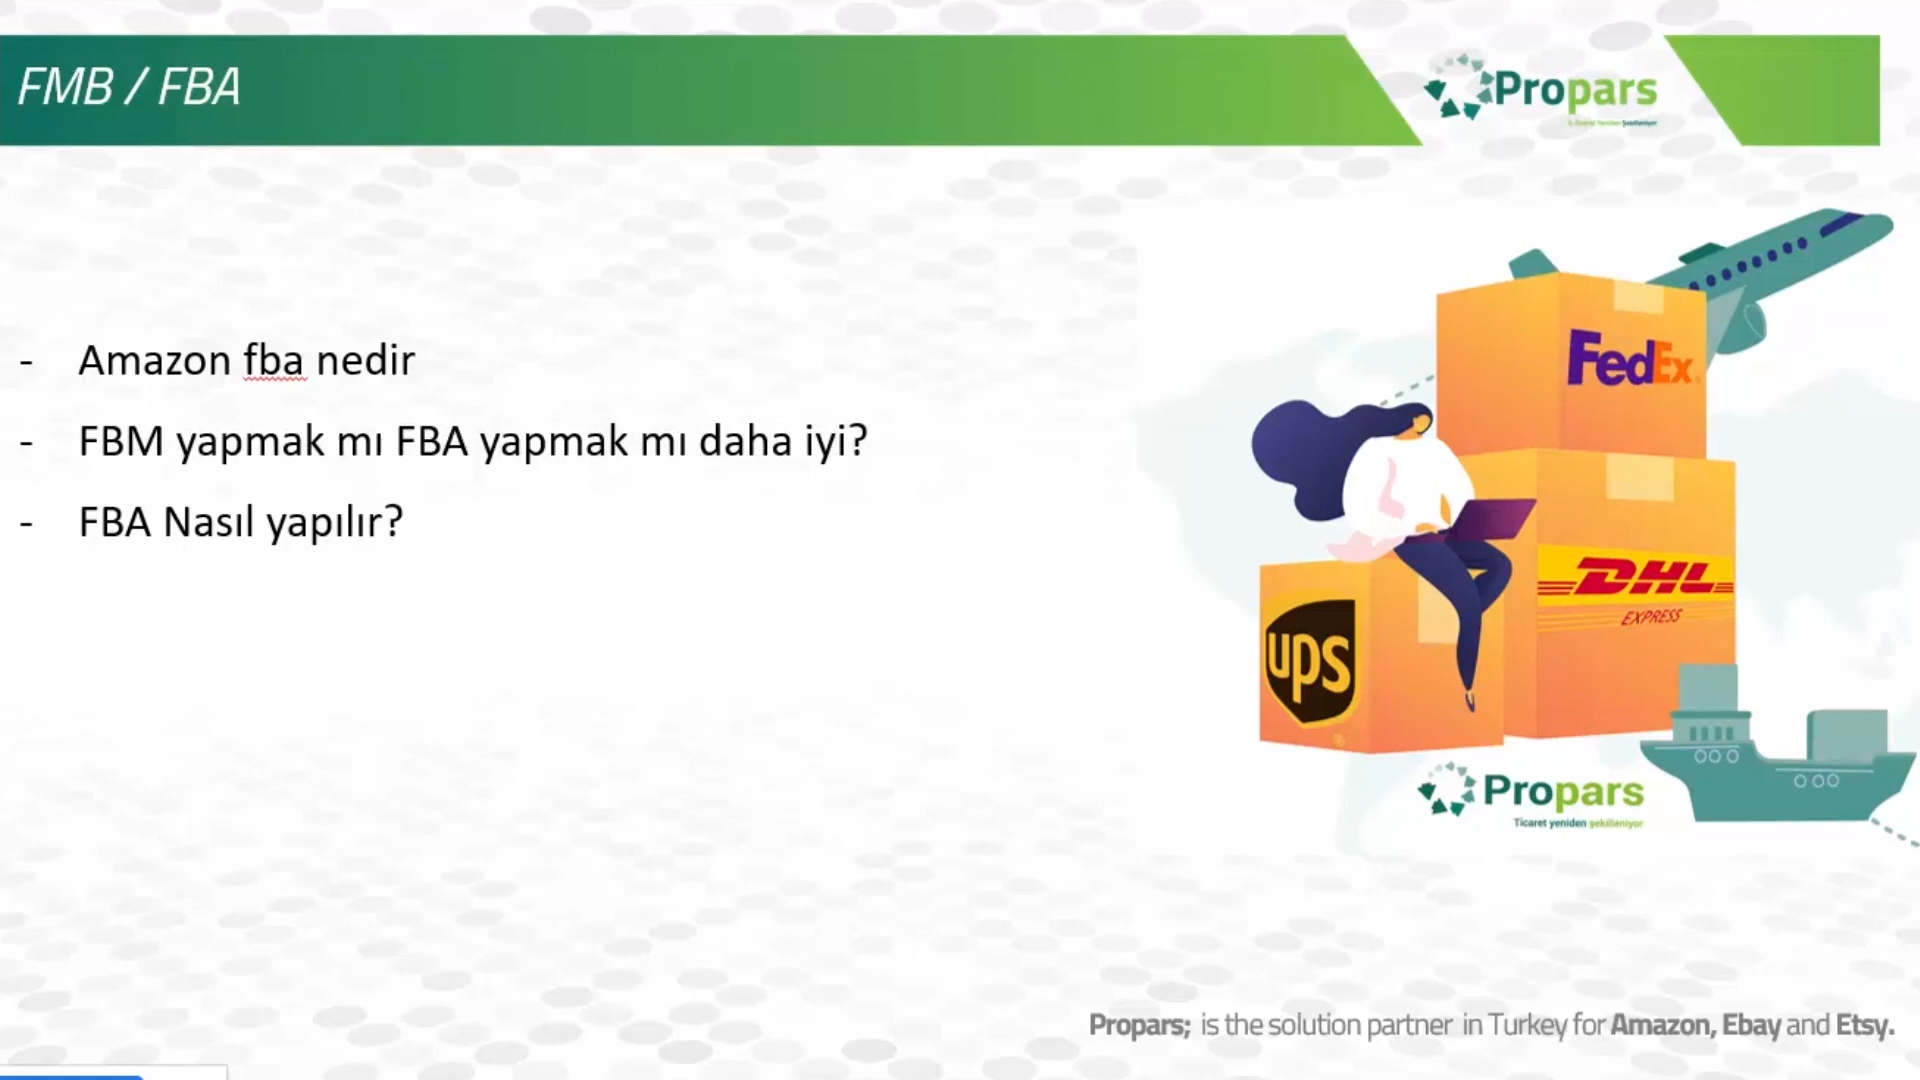 FMB / FBA
Propars
- Amazon fba nedir
- FBM yapmak mı FBA yapmak mı daha iyi?
- FBA Nasıl yapılır?
FedEx
DHL
EXPRESS
ups
Propars
Ticaret yeniden şekilleniyor
Propars; is the solution partner in Turkey for Amazon, Ebay and Etsy.